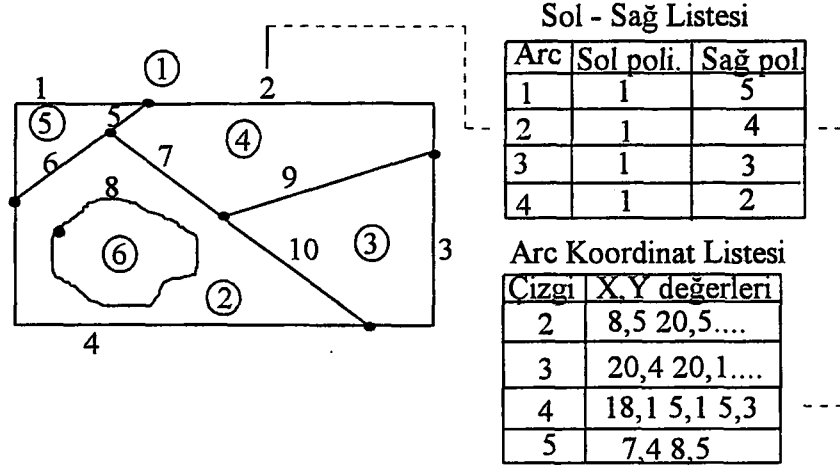 1
①
2
⑤
5
④
6
7
9
8
⑥
10
③
3
②
4
Sol - Sağ Listesi
Arc Sol poli. Sağ pol.
1 1 5
2 1 4
3 1 3
4 1 2
Arc Koordinat Listesi
Çizgi X,Y değerleri
2 8,5 20,5....
3 20,4 20,1....
4 18,1 5,1 5,3
5 7,4 8,5